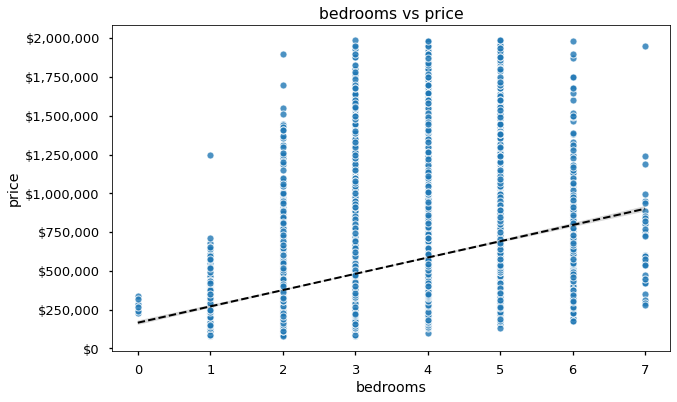 bedrooms vs price
$2,000,000
$1,750,000
$1,500,000
$1,250,000
$1,000,000
$750,000
$500,000
$250,000
$0
price
0 1 2 3 4 5 6 7
bedrooms